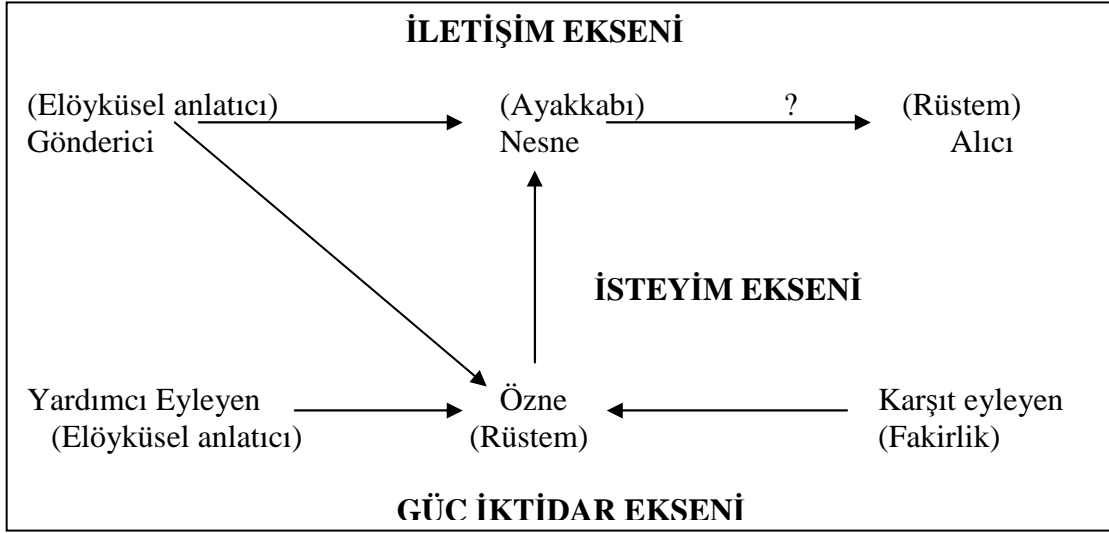 İLETİŞİM EKSENİ
(Elöyküsel anlatıcı) (Ayakkabı) ? (Rüstem)
Gönderici Nesne Alıcı
İSTEYİM EKSENİ
Yardımcı Eyleyen Özne Karşıt eyleyen
(Elöyküsel anlatıcı) (Rüstem) (Fakirlik)
GÜÇ İKTİDAR EKSENİ